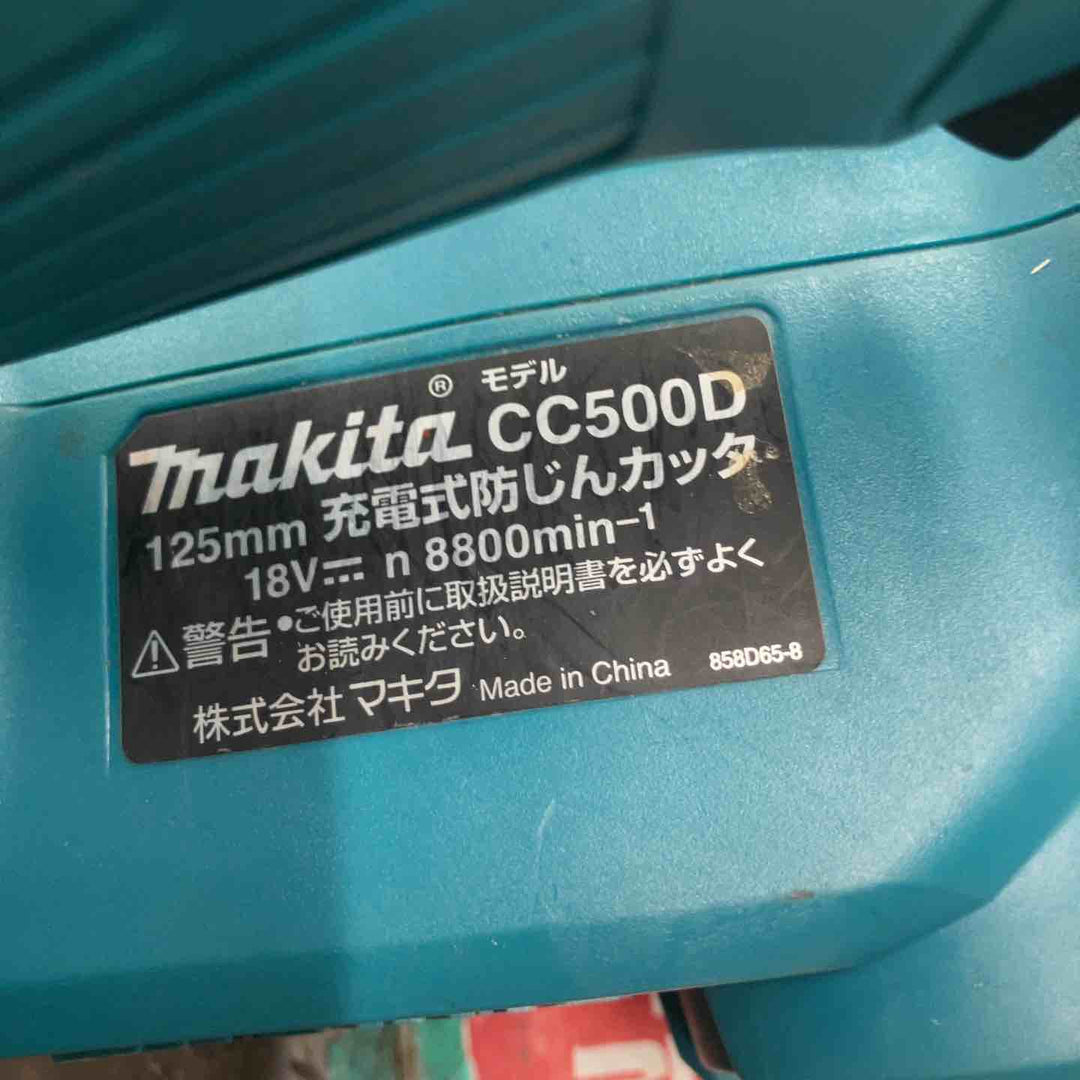 makita® モデル CC500D
125mm 充電式防じんカッタ
18V⎓ n 8800min-1
⚠警告 ●ご使用前に取扱説明書を必ずよく
お読みください。
株式会社 マキタ Made in China 858D65-8